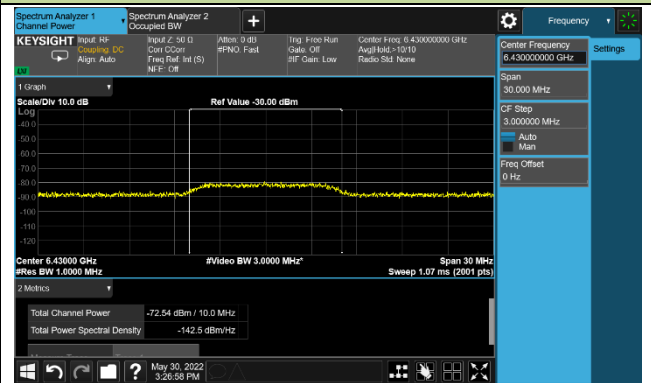 Spectrum Analyzer 1
Channel Power
Spectrum Analyzer 2
Occupied BW
Frequency
KEYSIGHT
Input: RF
Coupling: DC
Align: Auto
Input Z: 50 Ω
Corr CCorr
Freq Ref: Int (S)
NFE: Off
Atten: 0 dB
#PNO: Fast
Trig: Free Run
Gate: Off
#IF Gain: Low
Center Freq: 6.430000000 GHz
Avg|Hold:>10/10
Radio Std: None
LW
Center Frequency
6.430000000 GHz
Settings
Span
30.000 MHz
CF Step
3.000000 MHz
Auto
Man
Freq Offset
0 Hz
1 Graph
Scale/Div 10.0 dB
Ref Value -30.00 dBm
Log
-40.0
-50.0
-60.0
-70.0
-80.0
-90.0
-100
-110
-120
Center 6.43000 GHz
#Video BW 3.0000 MHz*
Span 30 MHz
#Res BW 1.0000 MHz
Sweep 1.07 ms (2001 pts)
2 Metrics
Total Channel Power -72.54 dBm / 10.0 MHz
Total Power Spectral Density -142.5 dBm/Hz
?
May 30, 2022
3:26:58 PM